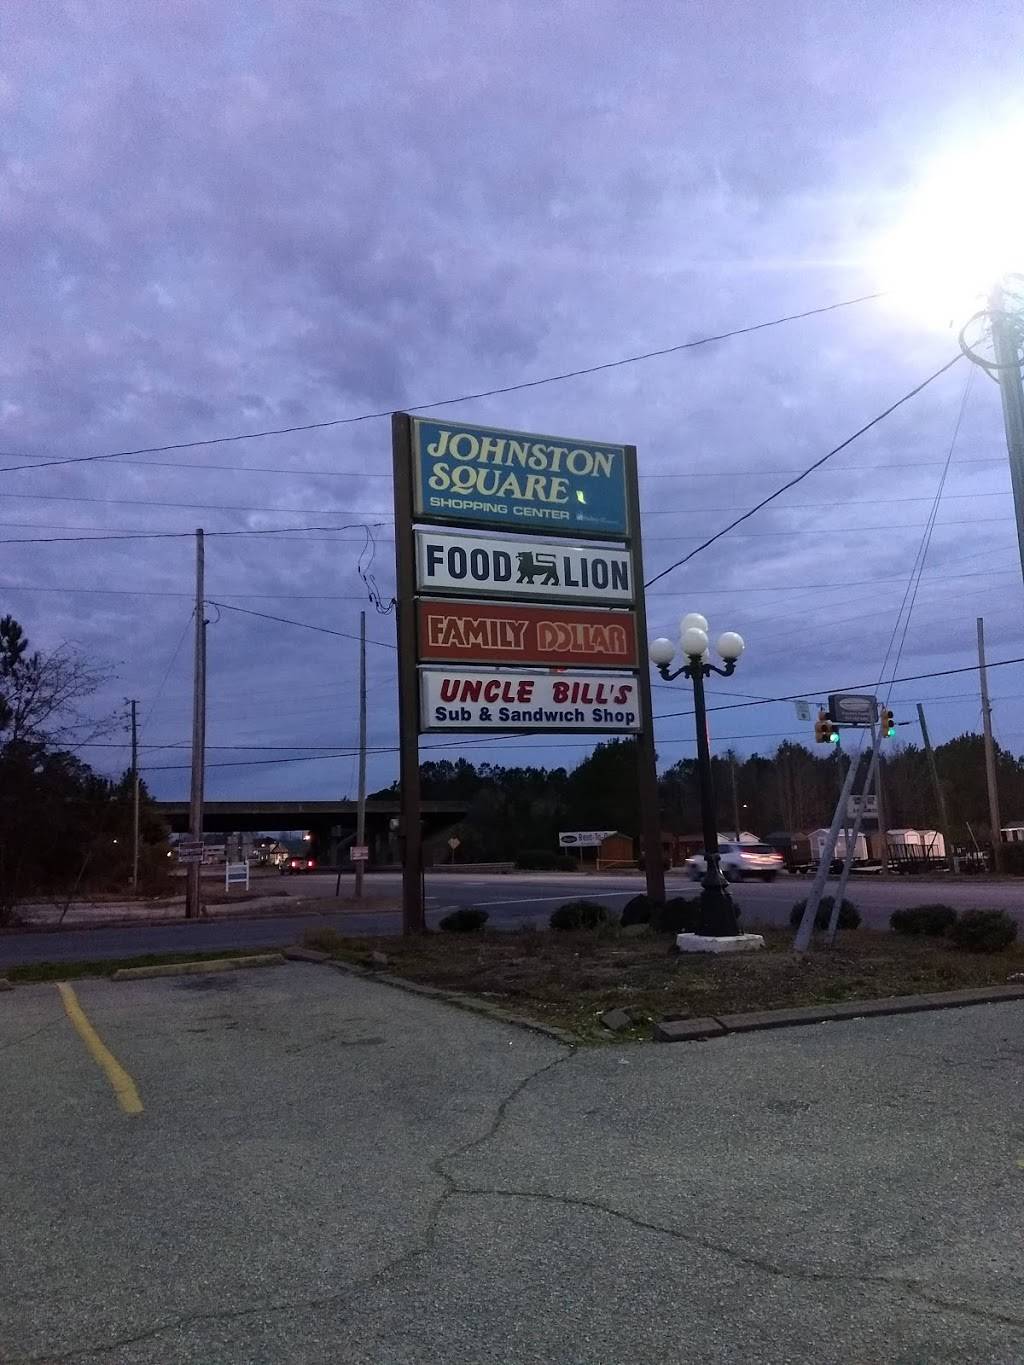 JOHNSTON
SQUARE
SHOPPING CENTER
FOOD LION
FAMILY DOLLAR
UNCLE BILL'S
Sub & Sandwich Shop